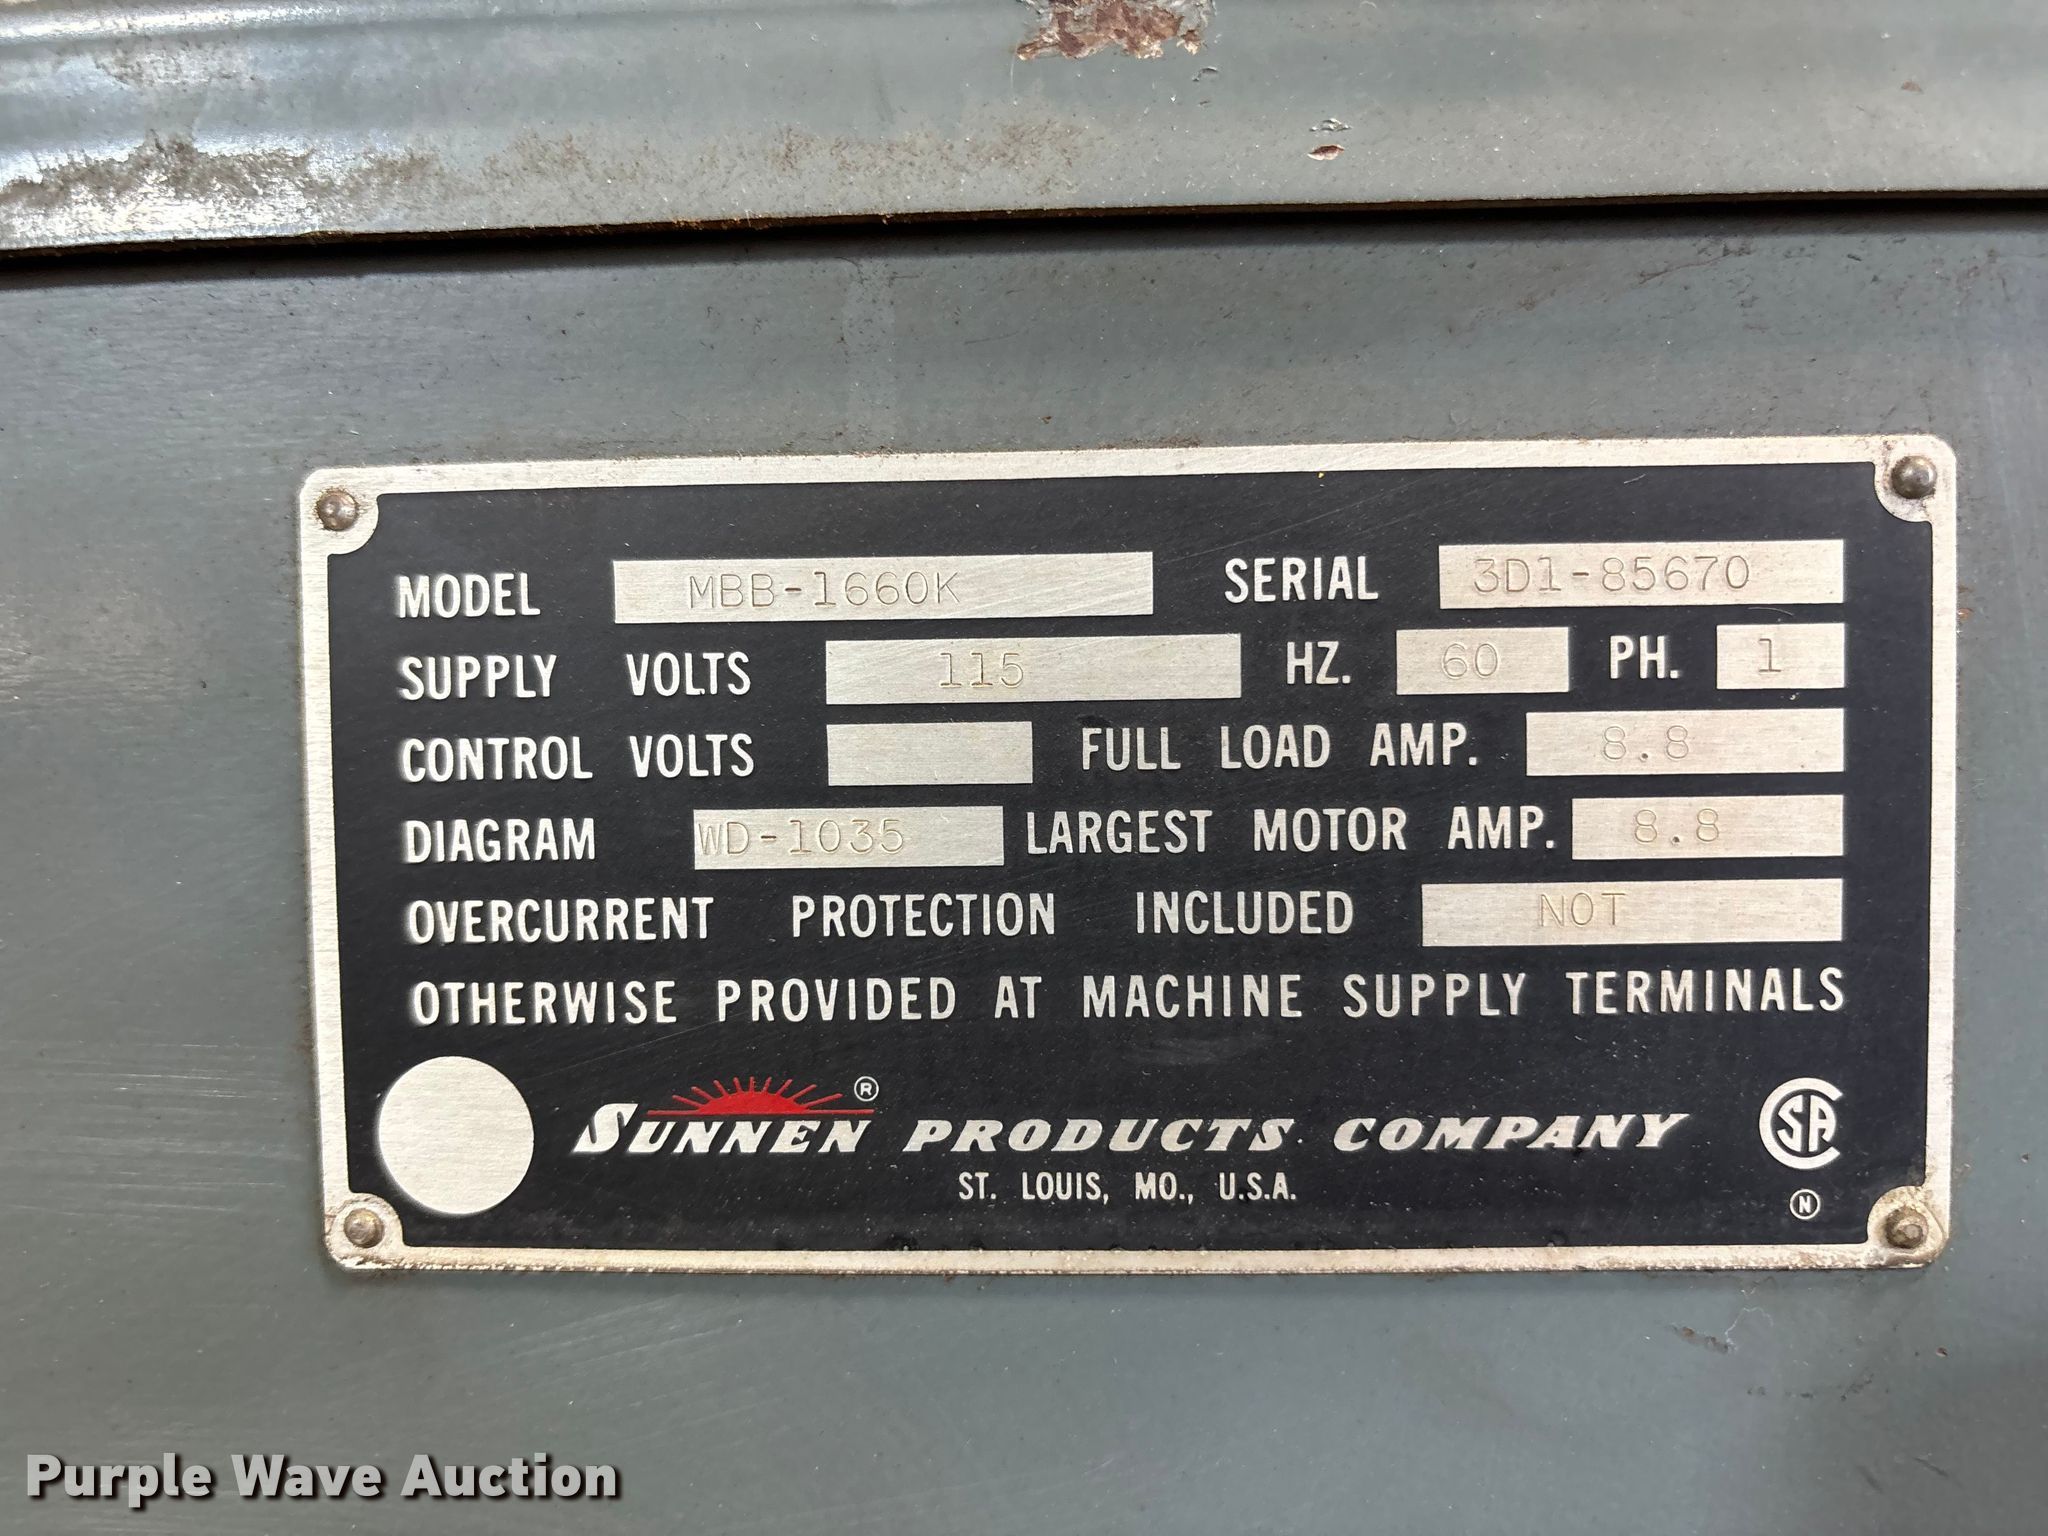 MODEL MBB-1660K SERIAL 3D1-85670
SUPPLY VOLTS 115 HZ. 60 PH. 1
CONTROL VOLTS FULL LOAD AMP. 8.8
DIAGRAM WD-1035 LARGEST MOTOR AMP. 8.8
OVERCURRENT PROTECTION INCLUDED NOT
OTHERWISE PROVIDED AT MACHINE SUPPLY TERMINALS
SUNNEN ® PRODUCTS COMPANY CSA
ST. LOUIS, MO., U.S.A. N
Purple Wave Auction